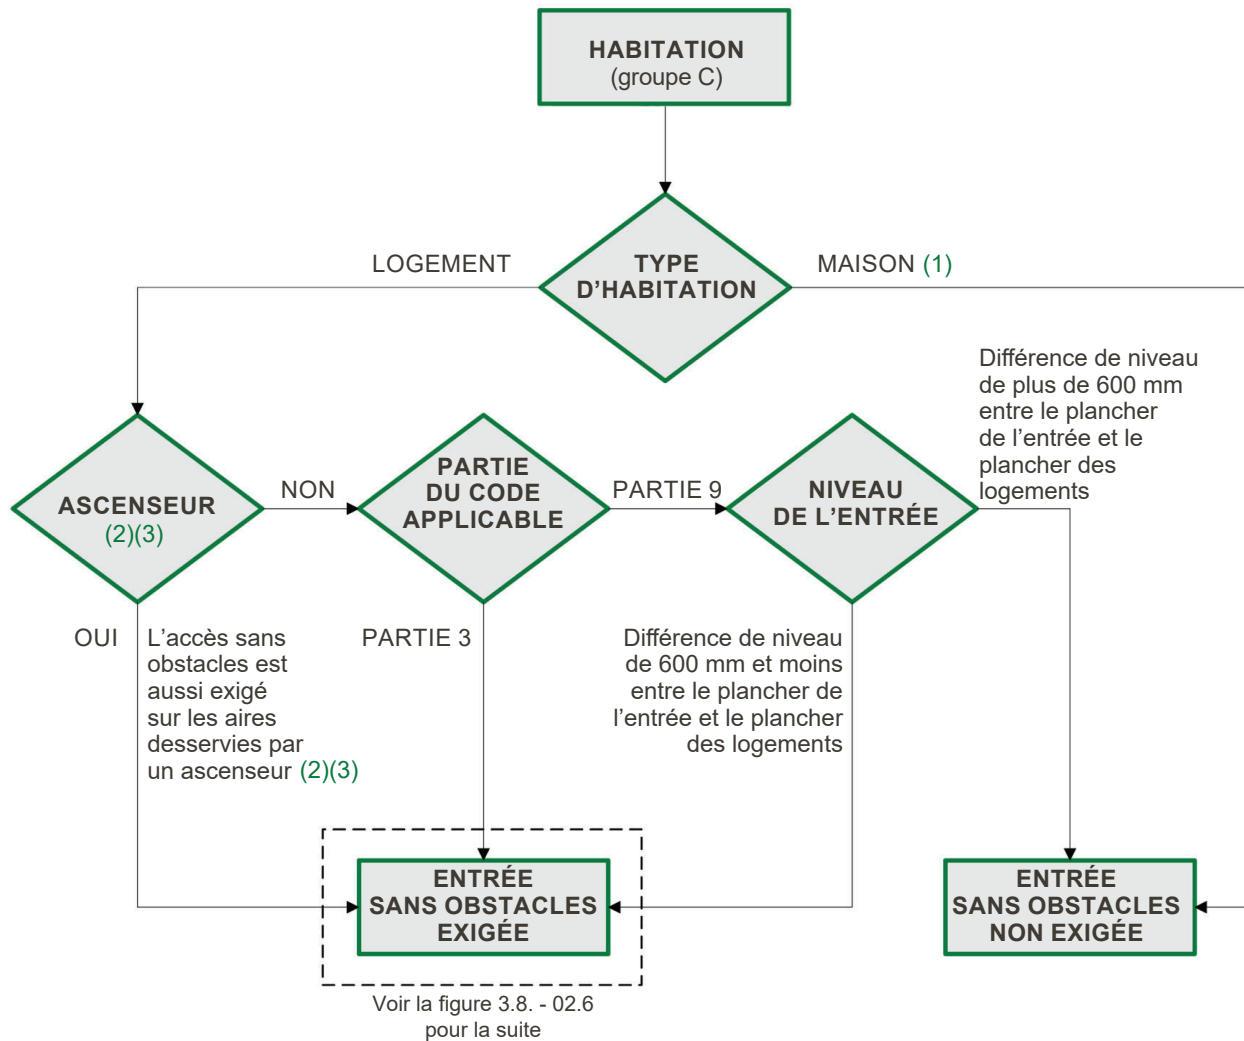 HABITATION
(groupe C)
LOGEMENT
TYPE
D’HABITATION
MAISON (1)
Différence de niveau
de plus de 600 mm
entre le plancher
de l’entrée et le
plancher des
logements
ASCENSEUR
(2)(3)
NON
PARTIE
DU CODE
APPLICABLE
PARTIE 9
NIVEAU
DE L’ENTRÉE
OUI
L’accès sans
obstacles est
aussi exigé
sur les aires
desservies par
un ascenseur (2)(3)
PARTIE 3
Différence de niveau
de 600 mm et moins
entre le plancher de
l’entrée et le plancher
des logements
ENTRÉE
SANS OBSTACLES
EXIGÉE
ENTRÉE
SANS OBSTACLES
NON EXIGÉE
Voir la figure 3.8. - 02.6
pour la suite